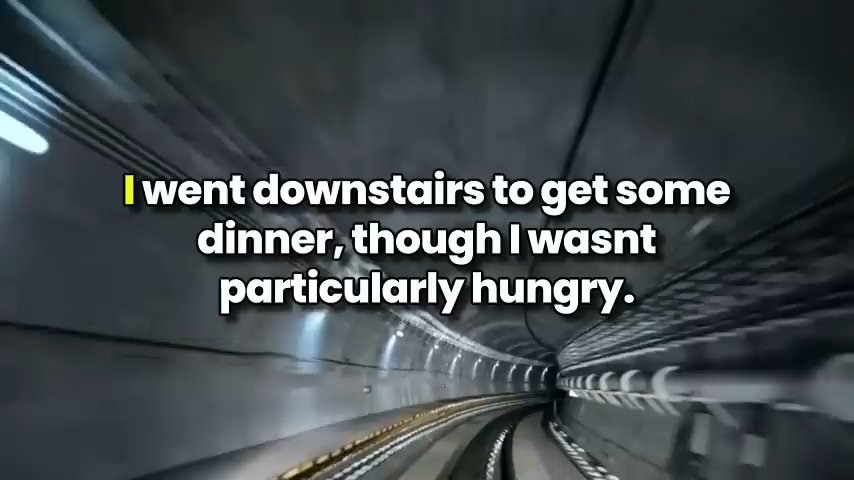 I went downstairs to get some
dinner, though I wasnt
particularly hungry.